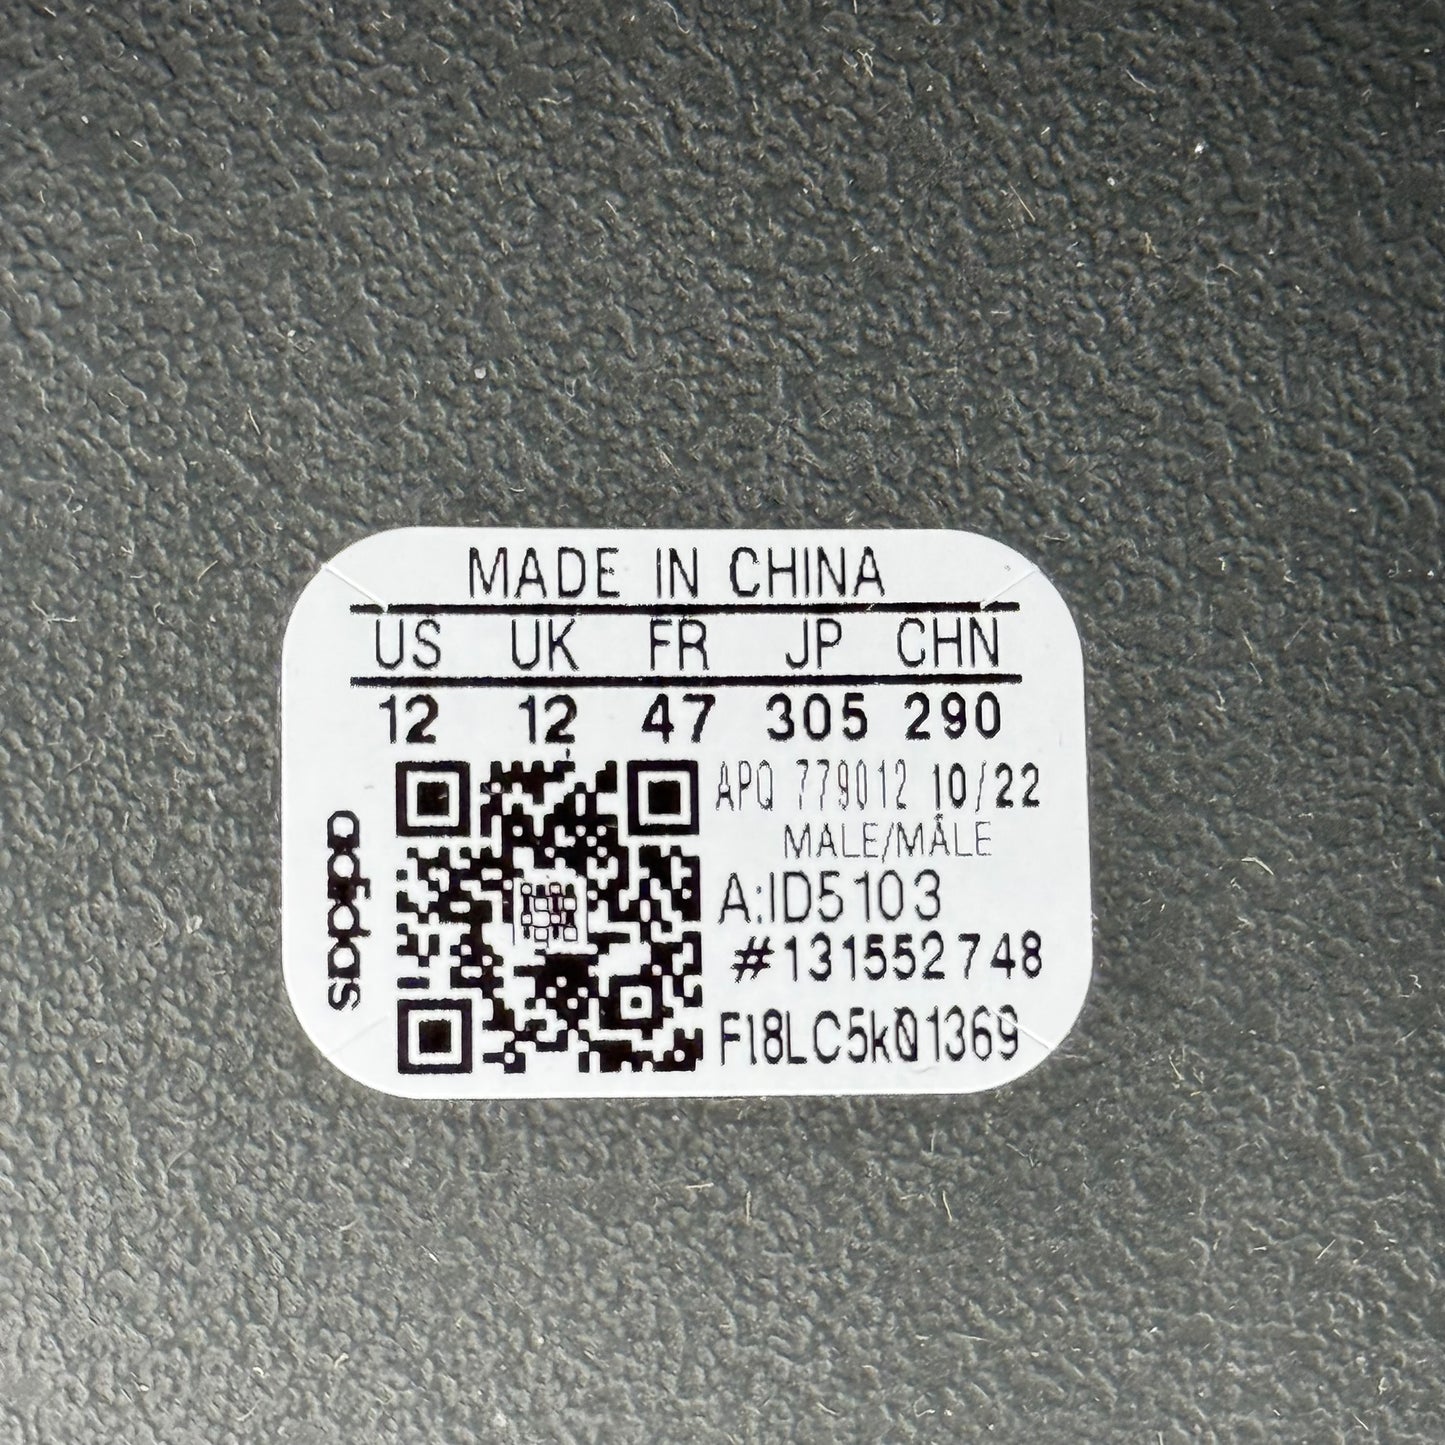 MADE IN CHINA
US UK FR JP CHN
12 12 47 305 290
APQ 779012 10/22
MALE/MÂLE
A:ID5103
#131552748
F18LC5k01369
adidas